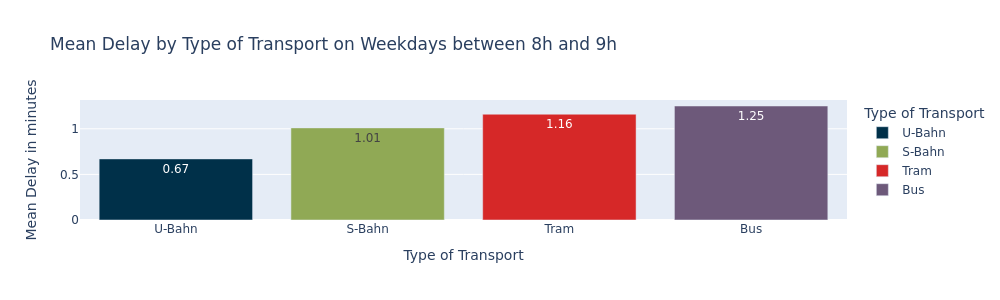 Mean Delay by Type of Transport on Weekdays between 8h and 9h
Mean Delay in minutes
1
0.5
0
0.67
1.01
1.16
1.25
U-Bahn
S-Bahn
Tram
Bus
Type of Transport
Type of Transport
U-Bahn
S-Bahn
Tram
Bus